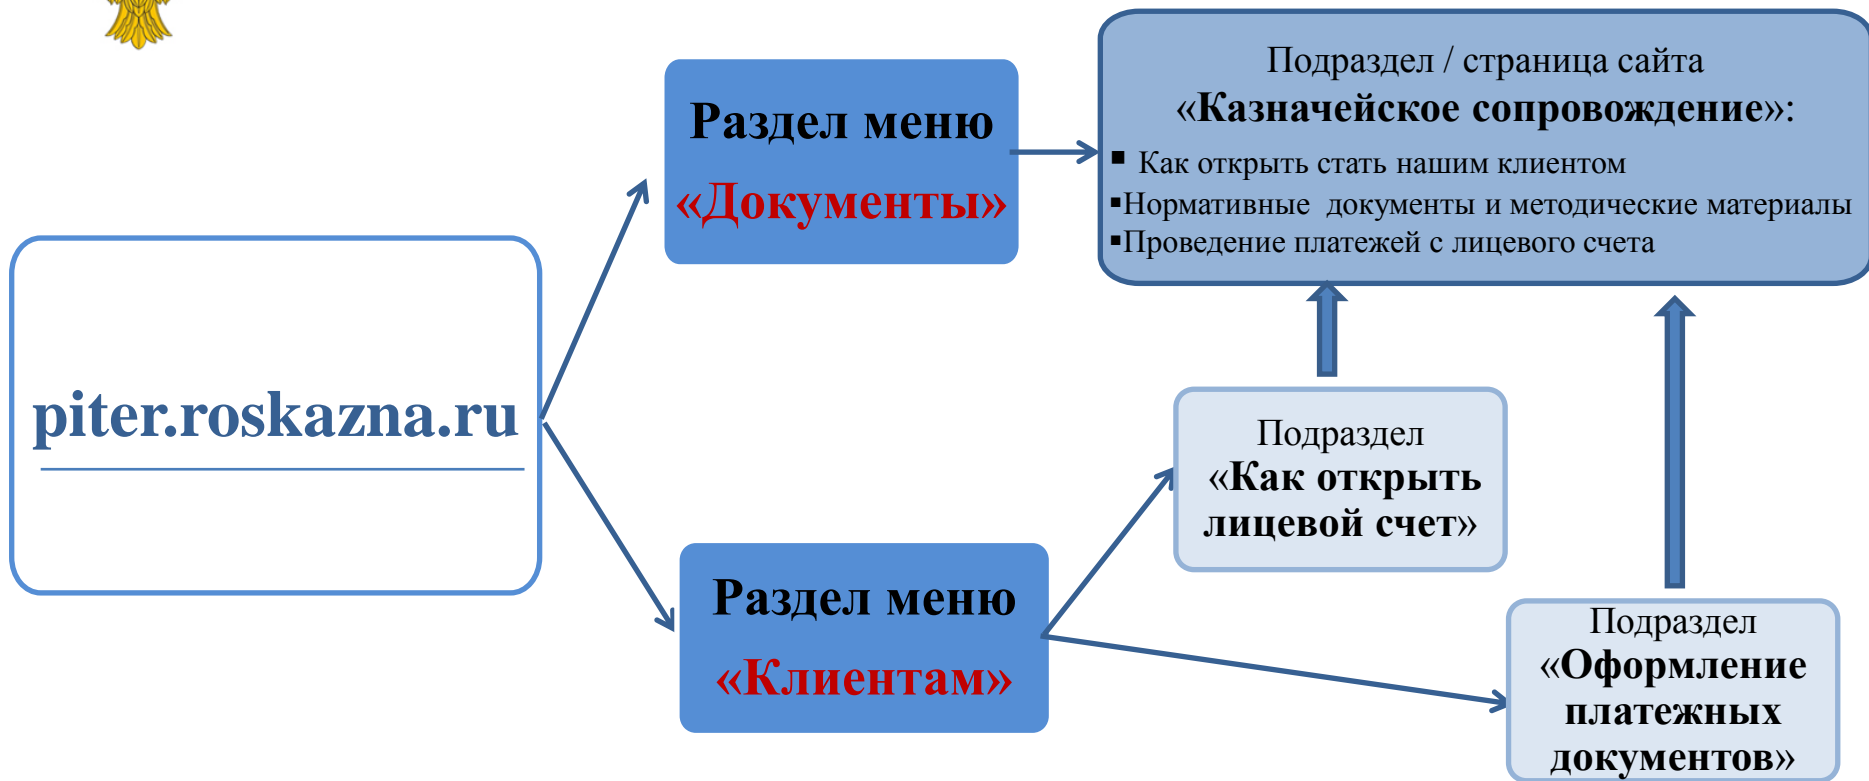 piter.roskazna.ru
Раздел меню
«Документы»
Подраздел / страница сайта
«Казначейское сопровождение»:
▪ Как открыть стать нашим клиентом
▪Нормативные документы и методические материалы
▪Проведение платежей с лицевого счета
Раздел меню
«Клиентам»
Подраздел
«Как открыть
лицевой счет»
Подраздел
«Оформление
платежных
документов»